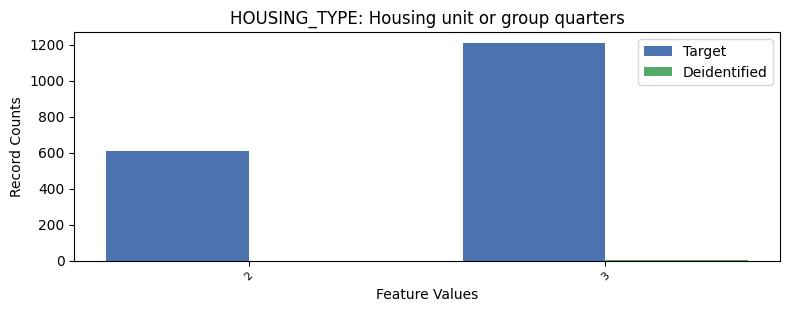 HOUSING_TYPE: Housing unit or group quarters
Target
Deidentified
Record Counts
1200
1000
800
600
400
200
0
2
3
Feature Values